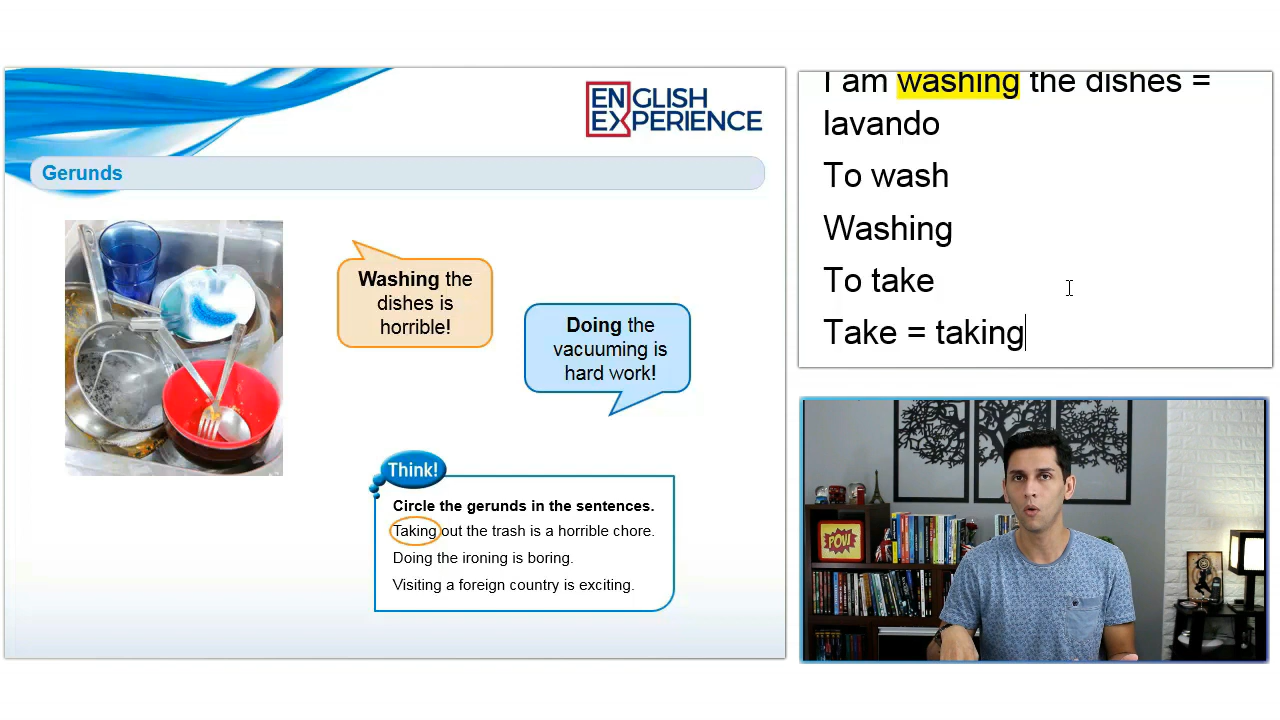 ENGLISH
EXPERIENCE
Gerunds
Washing the
dishes is
horrible!
Doing the
vacuuming is
hard work!
Think!
Circle the gerunds in the sentences.
Taking out the trash is a horrible chore.
Doing the ironing is boring.
Visiting a foreign country is exciting.
I am washing the dishes =
lavando
To wash
Washing
To take
Take = taking
POW!